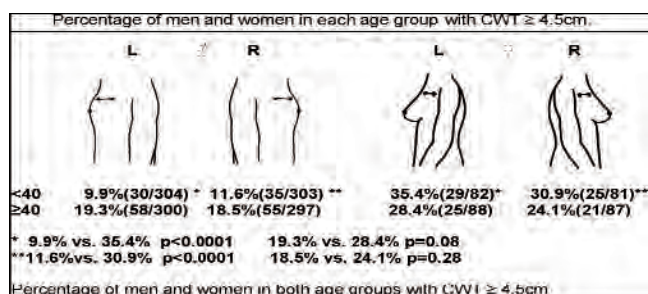 Percentage of men and women in each age group with CWT ≥ 4.5cm.
L R L R
<40 9.9%(30/304) * 11.6%(35/303) ** 35.4%(29/82)* 30.9%(25/81)**
≥40 19.3%(58/300) 18.5%(55/297) 28.4%(25/88) 24.1%(21/87)
* 9.9% vs. 35.4% p<0.0001 19.3% vs. 28.4% p=0.08
**11.6%vs. 30.9% p<0.0001 18.5% vs. 24.1% p=0.28
Percentage of men and women in both age groups with CWT ≥ 4.5cm